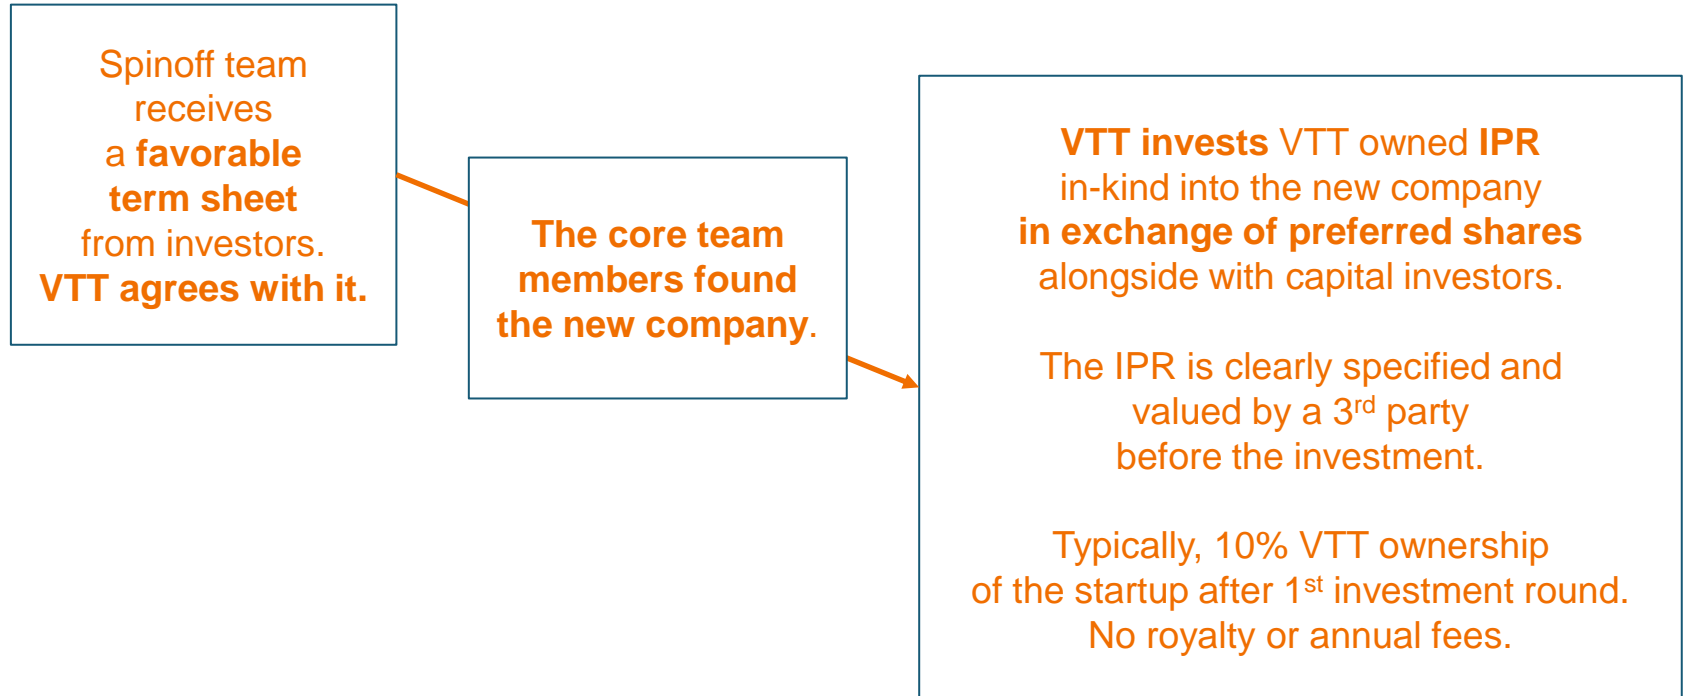 Spinoff team
receives
a favorable
term sheet
from investors.
VTT agrees with it.
The core team
members found
the new company.
VTT invests VTT owned IPR
in-kind into the new company
in exchange of preferred shares
alongside with capital investors.
The IPR is clearly specified and
valued by a 3rd party
before the investment.
Typically, 10% VTT ownership
of the startup after 1st investment round.
No royalty or annual fees.